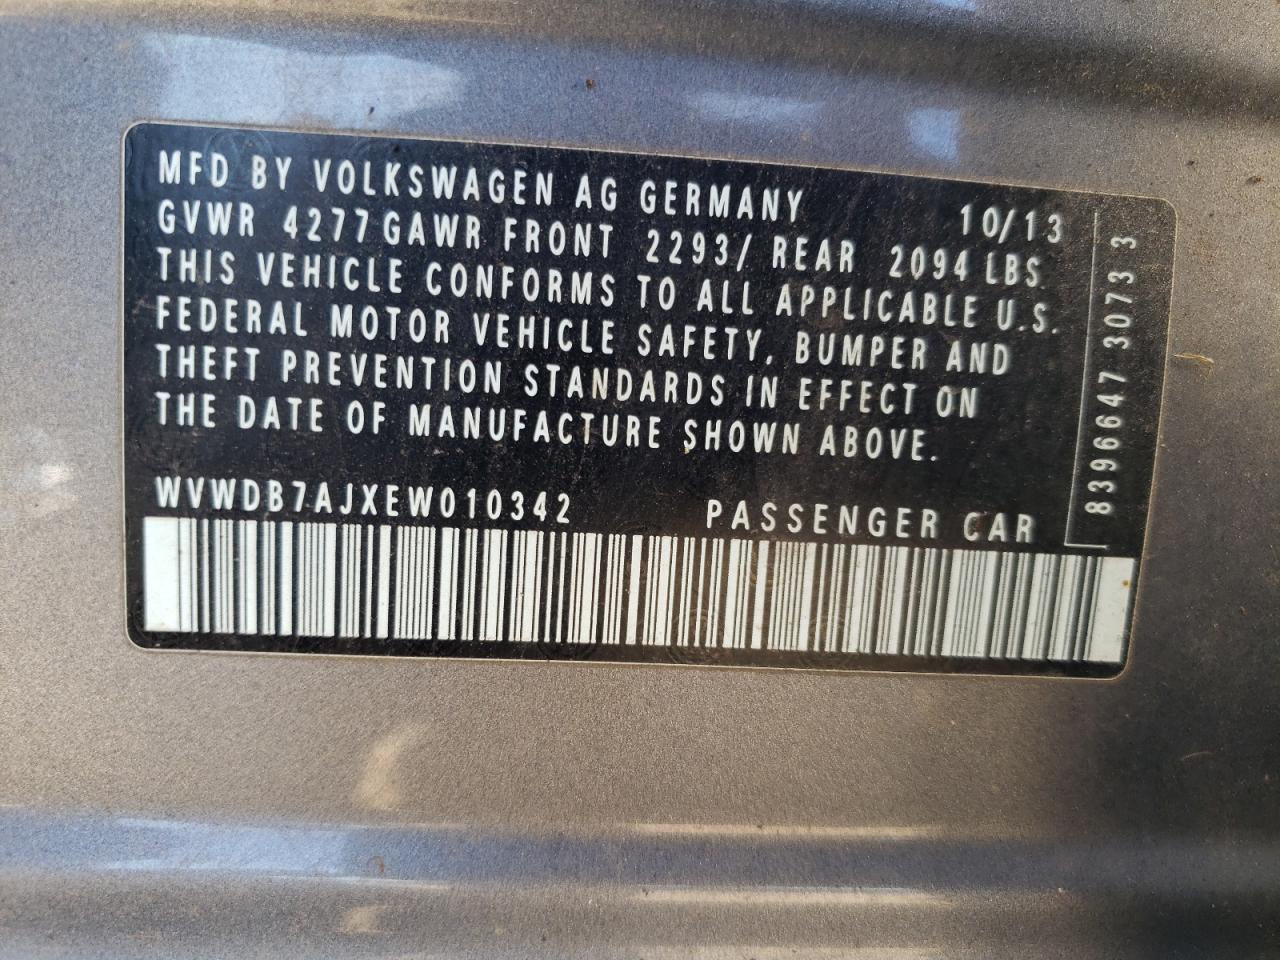 MFD BY VOLKSWAGEN AG GERMANY 10/13
GVWR 4277 GAWR FRONT 2293/ REAR 2094 LBS
THIS VEHICLE CONFORMS TO ALL APPLICABLE U.S.
FEDERAL MOTOR VEHICLE SAFETY, BUMPER AND
THEFT PREVENTION STANDARDS IN EFFECT ON
THE DATE OF MANUFACTURE SHOWN ABOVE.
WVWDB7AJXEW010342 PASSENGER CAR
8396647 3073 3